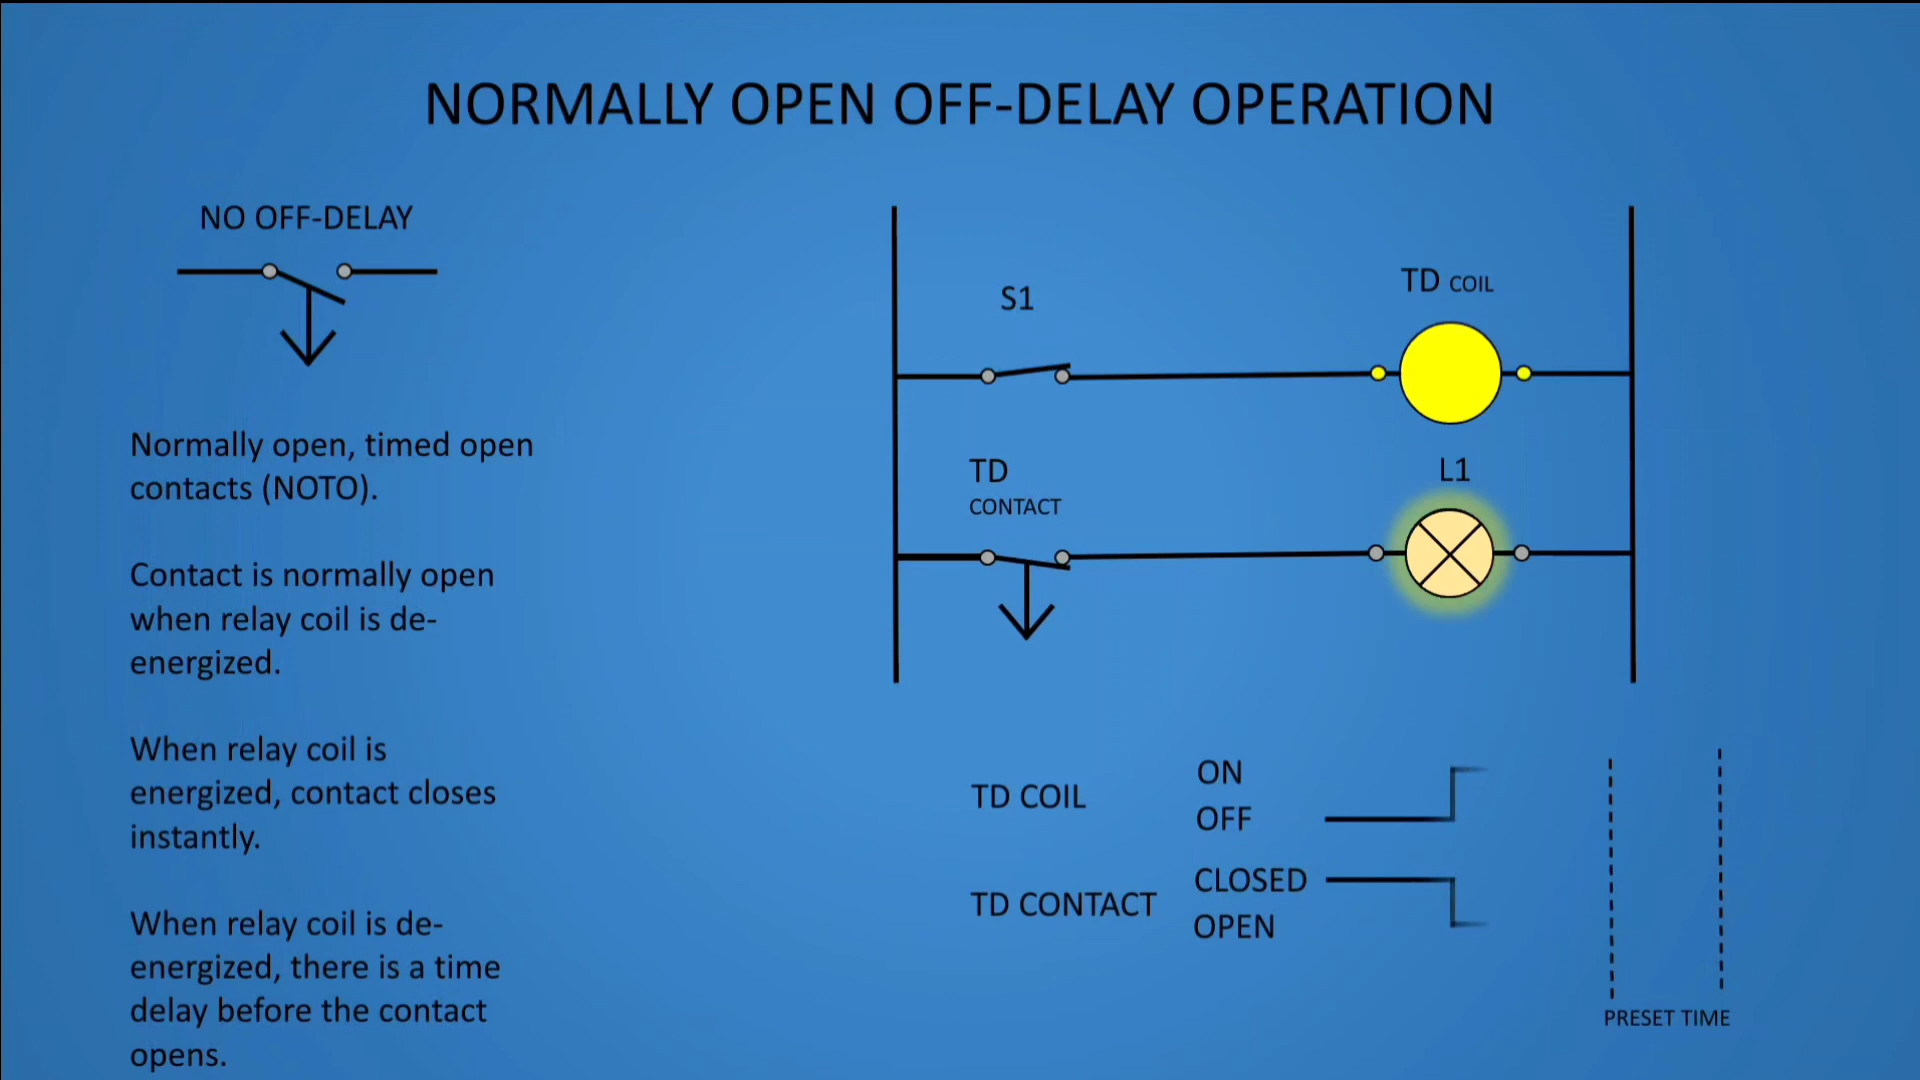 NORMALLY OPEN OFF-DELAY OPERATION
NO OFF-DELAY
Normally open, timed open
contacts (NOTO).
Contact is normally open
when relay coil is de-
energized.
When relay coil is
energized, contact closes
instantly.
When relay coil is de-
energized, there is a time
delay before the contact
opens.
S1
TD COIL
TD
CONTACT
L1
TD COIL
ON
OFF
TD CONTACT
CLOSED
OPEN
PRESET TIME